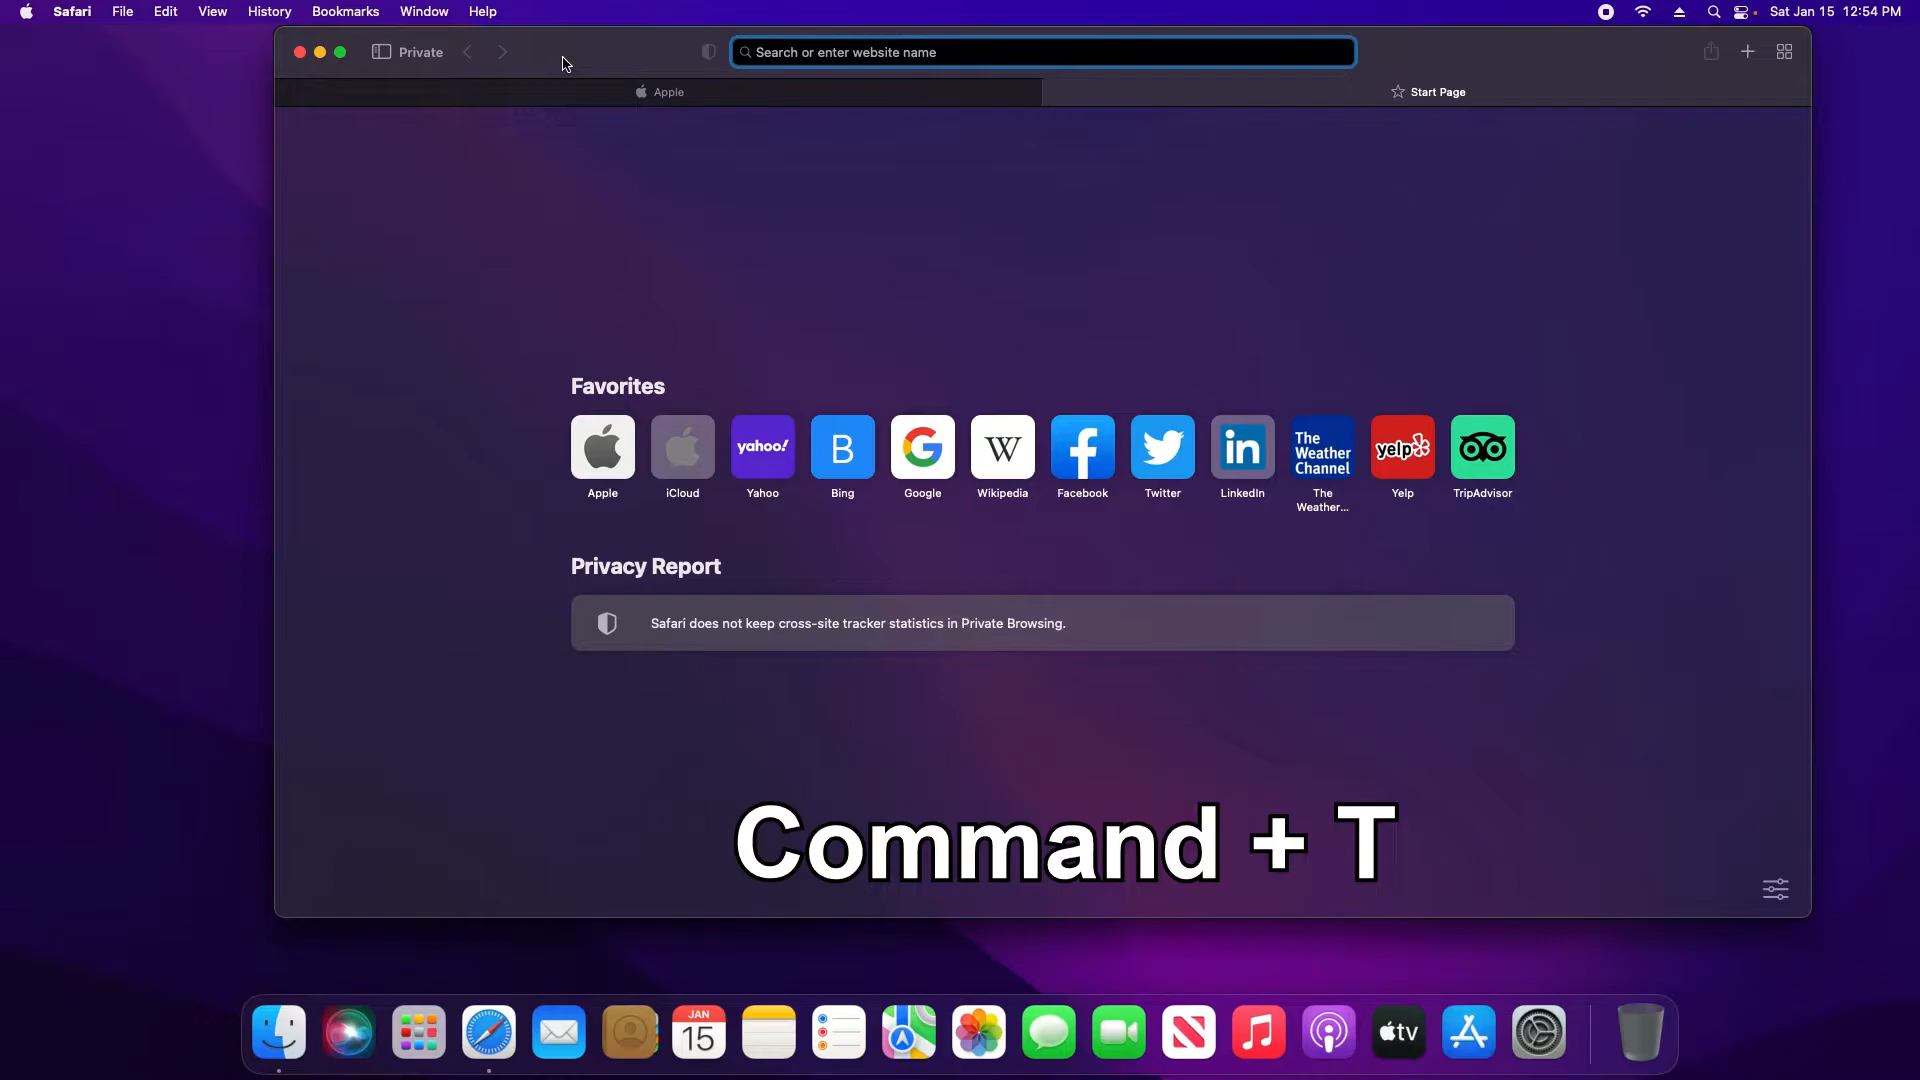 Safari File Edit View History Bookmarks Window Help Sat Jan 15 12:54 PM
Private Search or enter website name
Apple Start Page
Favorites
yahoo! B G W f in The Weather Channel yelp
Apple iCloud Yahoo Bing Google Wikipedia Facebook Twitter LinkedIn The Weather... Yelp TripAdvisor
Privacy Report
Safari does not keep cross-site tracker statistics in Private Browsing.
Command + T
JAN
15 tv